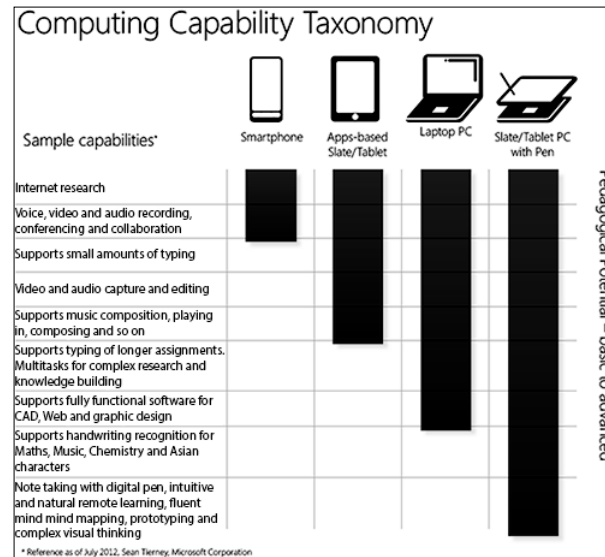 Computing Capability Taxonomy
Sample capabilities*
Smartphone
Apps-based
Slate/Tablet
Laptop PC
Slate/Tablet PC
with Pen
Internet research
Voice, video and audio recording,
conferencing and collaboration
Supports small amounts of typing
Video and audio capture and editing
Supports music composition, playing
in, composing and so on
Supports typing of longer assignments.
Multitasks for complex research and
knowledge building
Supports fully functional software for
CAD, Web and graphic design
Supports handwriting recognition for
Maths, Music, Chemistry and Asian
characters
Note taking with digital pen, intuitive
and natural remote learning, fluent
mind mind mapping, prototyping and
complex visual thinking
Pedagogical Potential – basic to advanced
* Reference as of July 2012, Sean Tierney, Microsoft Corporation